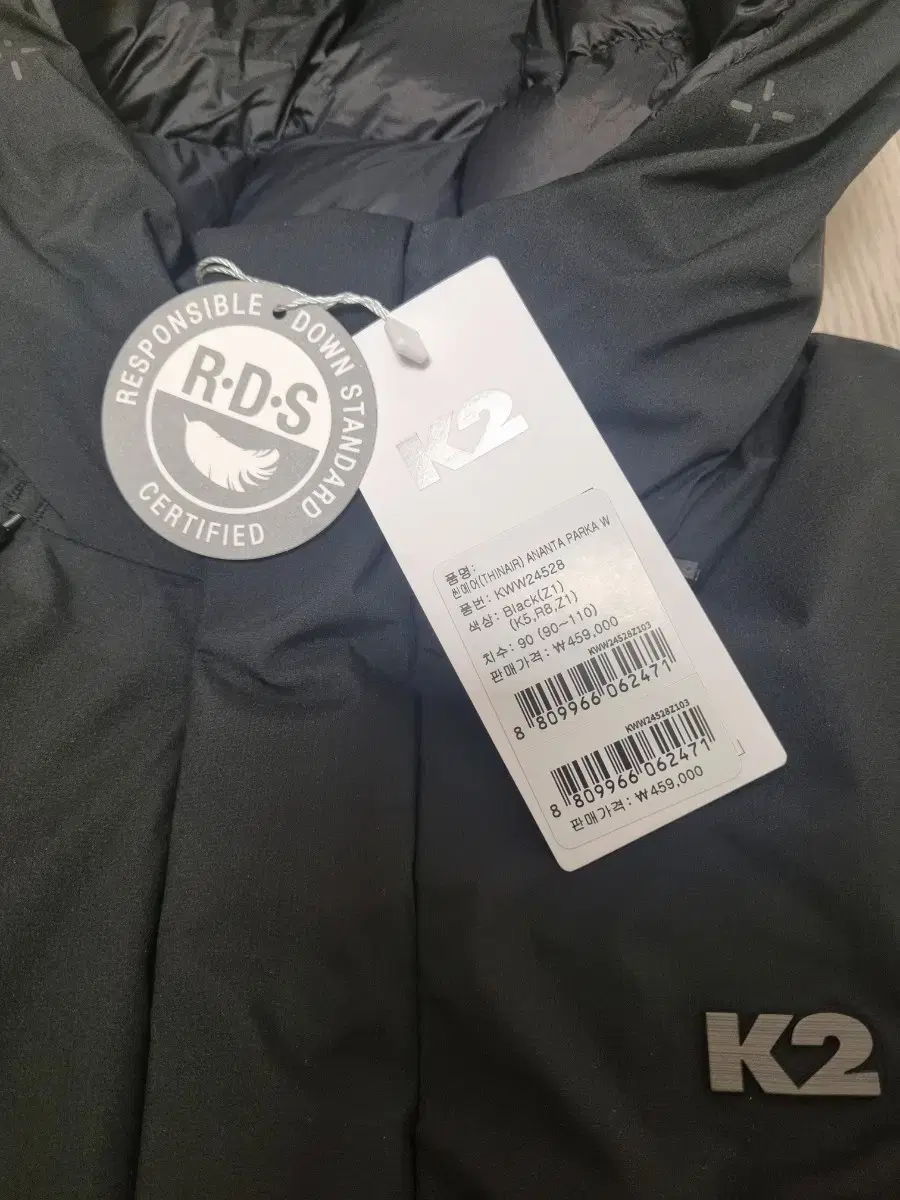 RESPONSIBLE DOWN STANDARD
R·D·S
CERTIFIED
K2
품명:
씬에어(THINAIR) ANANTA PARKA W
품번: KWW24528
색상: Black(Z1)
(K5,R8,Z1)
치수: 90 (90~110)
판매가격: ₩459,000
KWW24528Z103
8 809966 062471
KWW24528Z103
8 809966 062471
판매가격: ₩459,000
K2